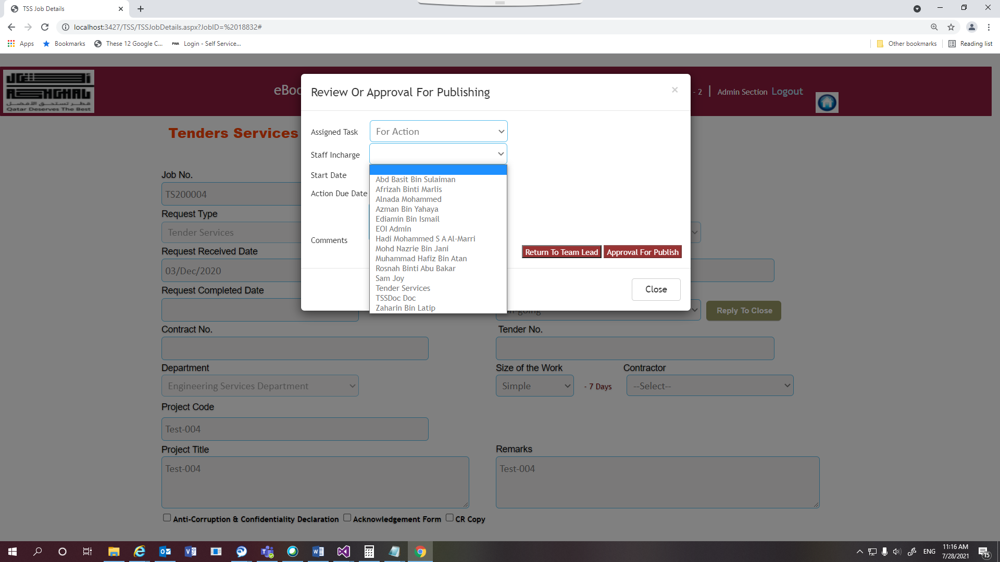 TSS Job Details
localhost:3427/TSS/TSSJobDetails.aspx?JobID=%2018832#
Apps
Bookmarks
These 12 Google C...
PWA
Login - Self Service...
Other bookmarks
Reading list
ASHGHAL
قطر تستحق الأفضل
Qatar Deserves The Best
eBoo
- 2
Admin Section
Logout
Review Or Approval For Publishing
×
Assigned Task
For Action
Staff Incharge
Start Date
Action Due Date
Comments
Abd Basit Bin Sulaiman
Afrizah Binti Marlis
Alnada Mohammed
Azman Bin Yahaya
Ediamin Bin Ismail
EOI Admin
Hadi Mohammed S A Al-Marri
Mohd Nazrie Bin Jani
Muhammad Hafiz Bin Atan
Rosnah Binti Abu Bakar
Sam Joy
Tender Services
TSSDoc Doc
Zaharin Bin Latip
Return To Team Lead
Approval For Publish
Close
Tenders Services
Job No.
TS200004
Request Type
Tender Services
Request Received Date
03/Dec/2020
Request Completed Date
On-going
Reply To Close
Contract No.
Tender No.
Department
Engineering Services Department
Size of the Work
Simple
- 7 Days
Contractor
--Select--
Project Code
Test-004
Project Title
Test-004
Remarks
Test-004
Anti-Corruption & Confidentiality Declaration
Acknowledgement Form
CR Copy
ENG
11:16 AM
7/28/2021
15